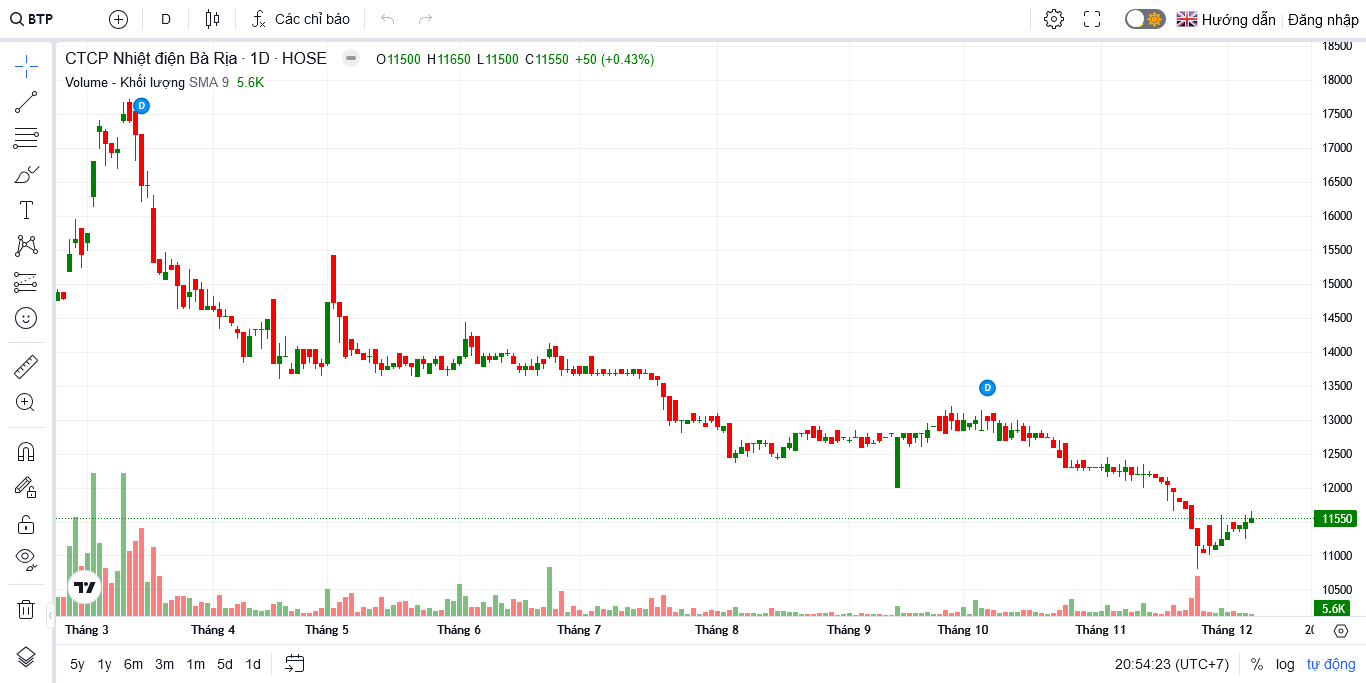 BTP D Các chỉ báo Hướng dẫn Đăng nhập
CTCP Nhiệt điện Bà Rịa · 1D · HOSE O11500 H11650 L11500 C11550 +50 (+0.43%)
Volume - Khối lượng SMA 9 5.6K
D
D
18500
18000
17500
17000
16500
16000
15500
15000
14500
14000
13500
13000
12500
12000
11550
11000
10500
5.6K
Tháng 3 Tháng 4 Tháng 5 Tháng 6 Tháng 7 Tháng 8 Tháng 9 Tháng 10 Tháng 11 Tháng 12 20
5y 1y 6m 3m 1m 5d 1d 20:54:23 (UTC+7) % log tự động